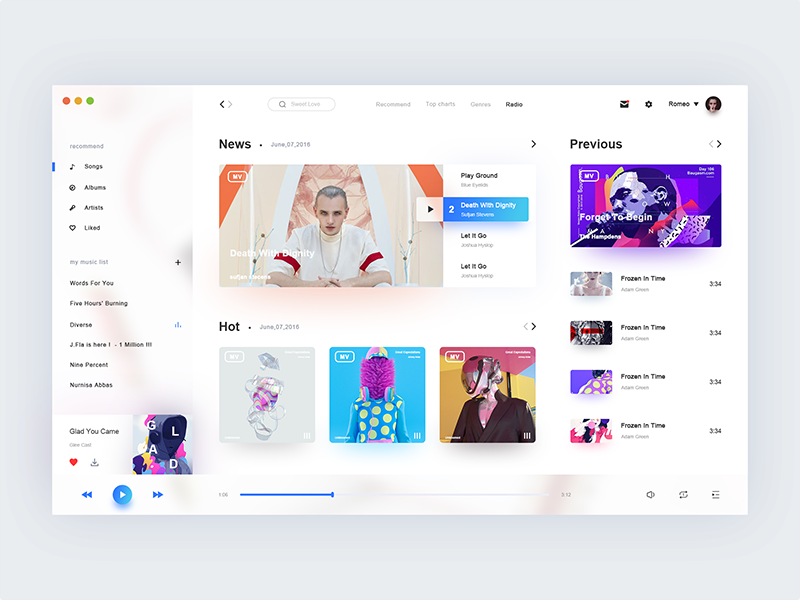 Sweet Love
Recommend
Top charts
Genres
Radio
Romeo
recommend
Songs
Albums
Artists
Liked
my music list
Words For You
Five Hours' Burning
Diverse
J.Fla is here ! - 1 Million !!!
Nine Percent
Nurnisa Abbas
Glad You Came
Glee Cast
G
L
A
D
News
June,07,2016
MV
Death With Dignity
sufjan Stevens
Play Ground
Blue Eyelids
2
Death With Dignity
Sufjan Stevens
Let It Go
Joshua Hyslop
Let It Go
Joshua Hyslop
Hot
June,07,2016
MV
MV
MV
Previous
MV
Day 106
Baugasm.com
Forget To Begin
The Hampdens
Frozen In Time
Adam Green
3:34
Frozen In Time
Adam Green
3:34
Frozen In Time
Adam Green
3:34
Frozen In Time
Adam Green
3:34
1:08
3:12